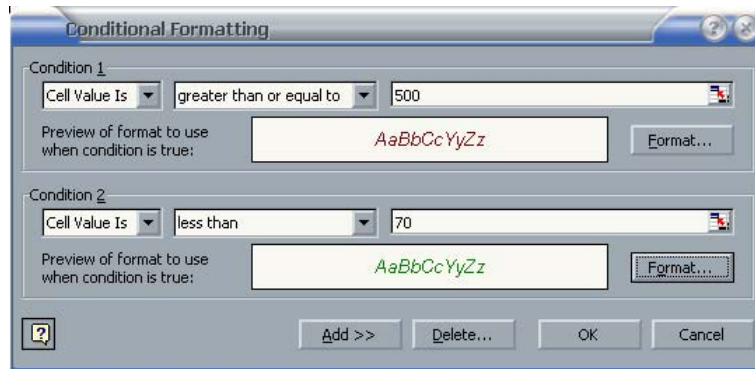 Conditional Formatting
Condition 1
Cell Value Is greater than or equal to 500
Preview of format to use
when condition is true:
AaBbCcYyZz
Format...
Condition 2
Cell Value Is less than 70
Preview of format to use
when condition is true:
AaBbCcYyZz
Format...
Add >> Delete... OK Cancel